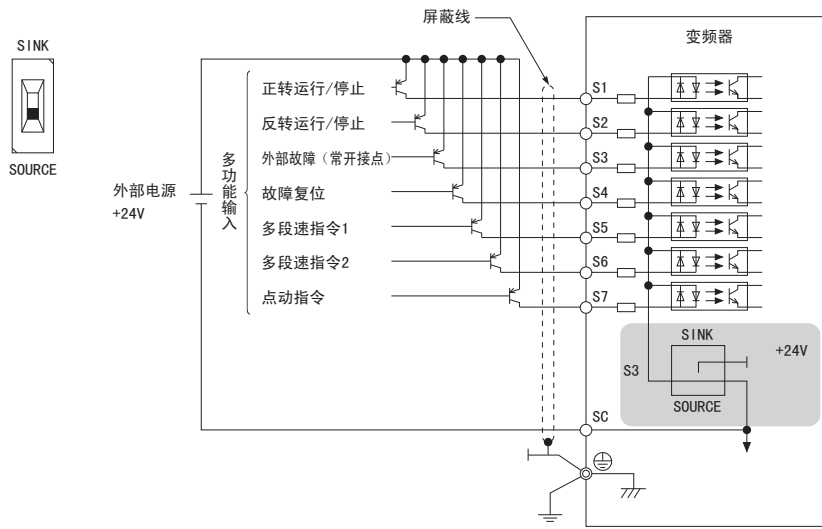 屏蔽线
变频器
SINK
SOURCE
外部电源
+24V
多功能输入
正转运行/停止
反转运行/停止
外部故障（常开接点）
故障复位
多段速指令1
多段速指令2
点动指令
S1
S2
S3
S4
S5
S6
S7
SINK
+24V
S3
SOURCE
SC